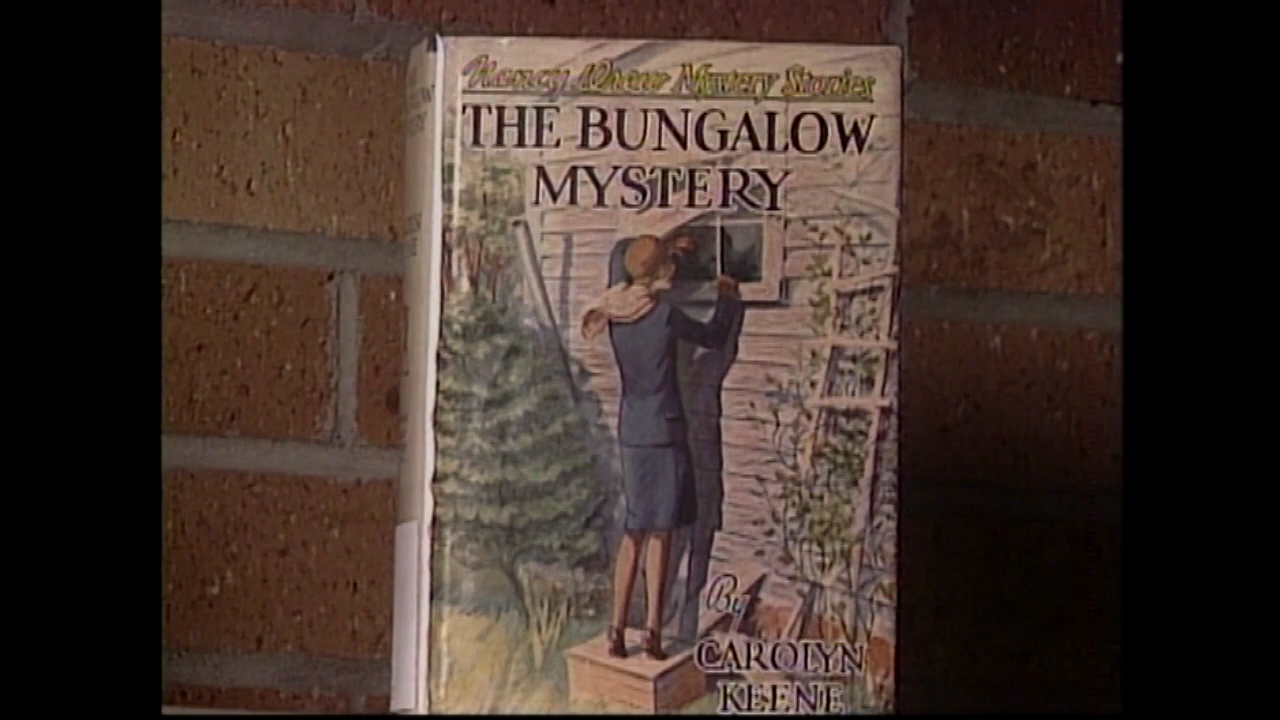 Nancy Drew Mystery Stories
THE BUNGALOW
MYSTERY
By
CAROLYN
KEENE